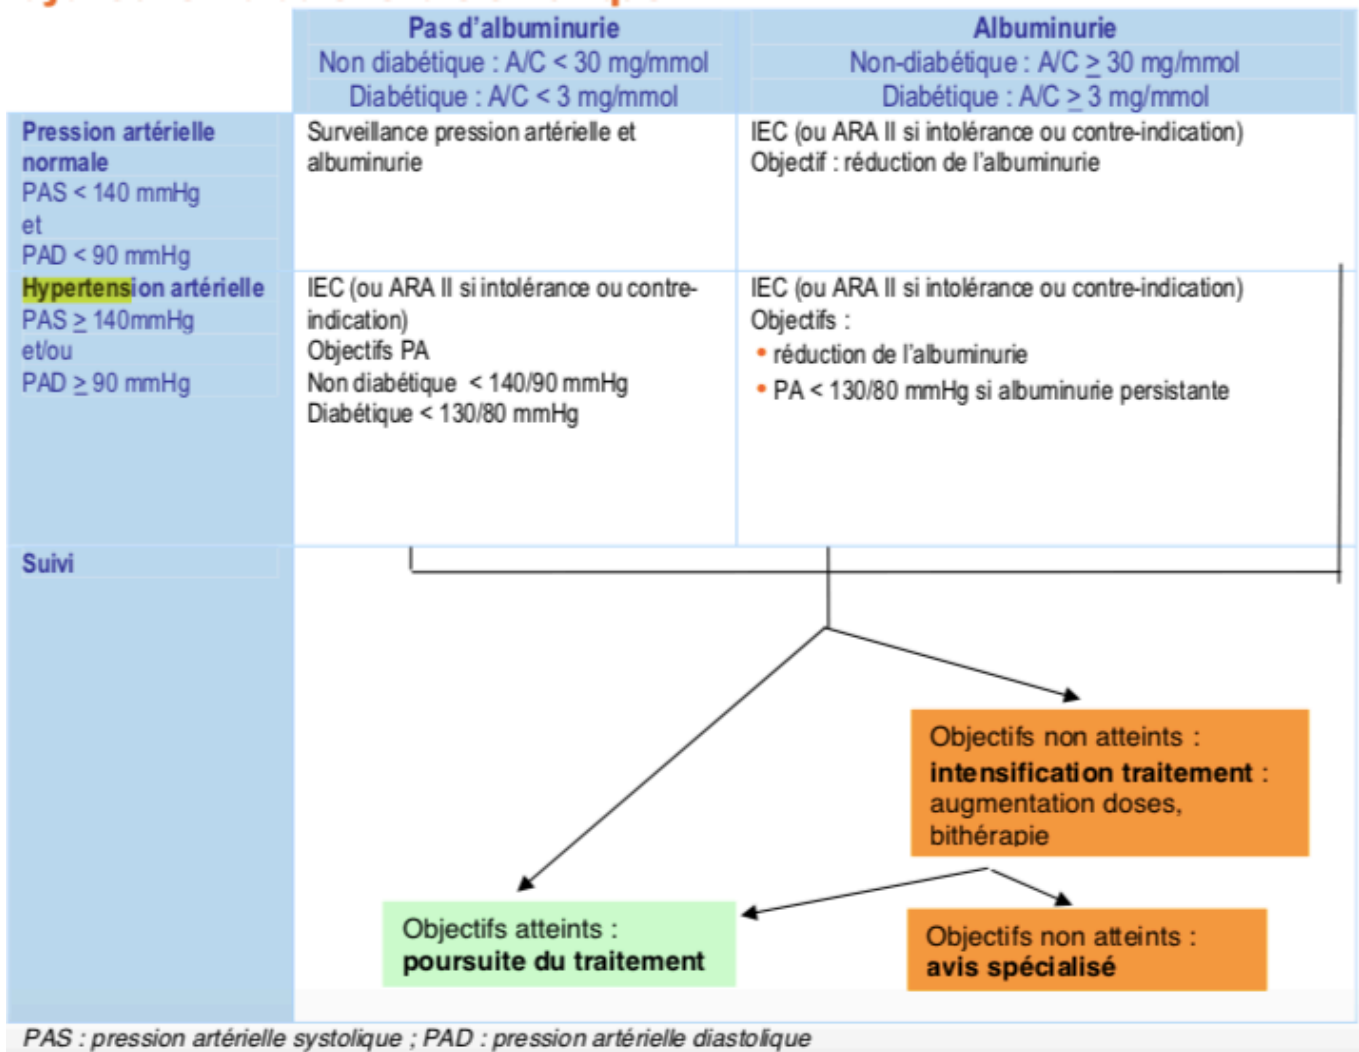 Pas d'albuminurie
Non diabétique : A/C < 30 mg/mmol
Diabétique : A/C < 3 mg/mmol
Albuminurie
Non-diabétique : A/C ≥ 30 mg/mmol
Diabétique : A/C ≥ 3 mg/mmol
Pression artérielle
normale
PAS < 140 mmHg
et
PAD < 90 mmHg
Surveillance pression artérielle et
albuminurie
IEC (ou ARA II si intolérance ou contre-indication)
Objectif : réduction de l'albuminurie
Hypertension artérielle
PAS ≥ 140mmHg
et/ou
PAD ≥ 90 mmHg
IEC (ou ARA II si intolérance ou contre-
indication)
Objectifs PA
Non diabétique < 140/90 mmHg
Diabétique < 130/80 mmHg
IEC (ou ARA II si intolérance ou contre-indication)
Objectifs :
• réduction de l'albuminurie
• PA < 130/80 mmHg si albuminurie persistante
Suivi
Objectifs non atteints :
intensification traitement :
augmentation doses,
bithérapie
Objectifs atteints :
poursuite du traitement
Objectifs non atteints :
avis spécialisé
PAS : pression artérielle systolique ; PAD : pression artérielle diastolique